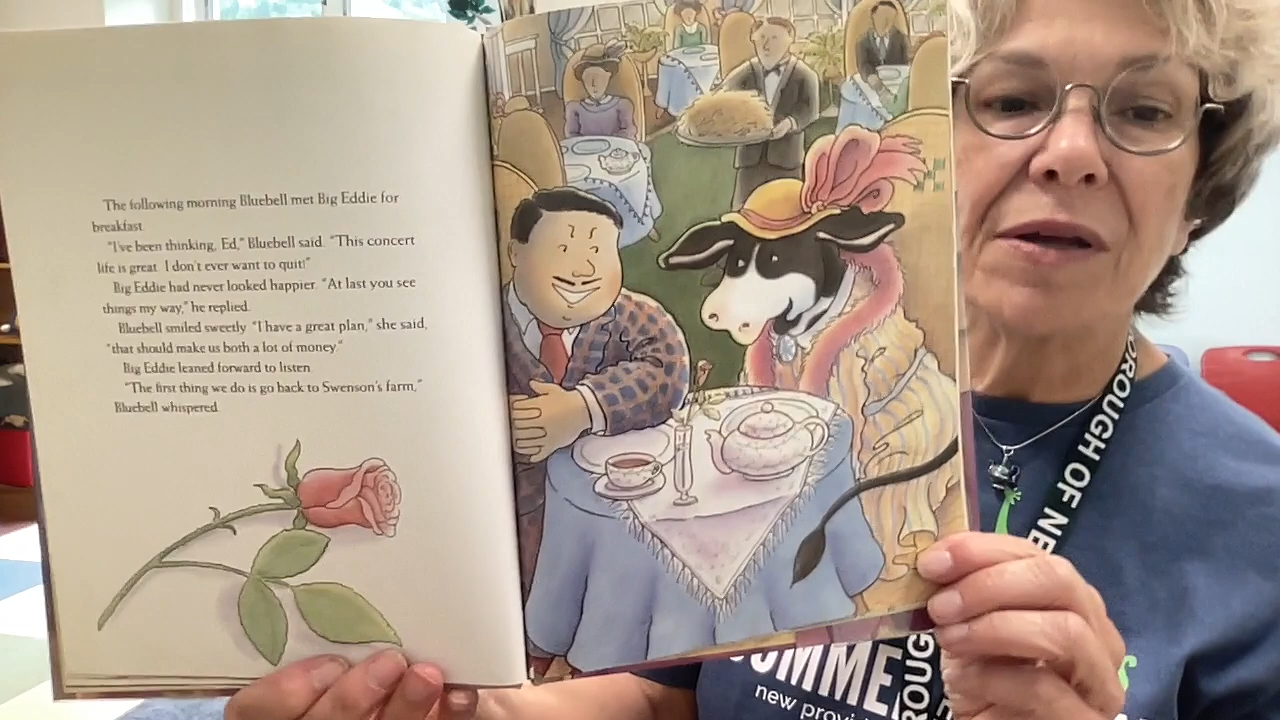 The following morning Bluebell met Big Eddie for
breakfast.
"I've been thinking, Ed," Bluebell said. "This concert
life is great. I don't ever want to quit!"
Big Eddie had never looked happier. "At last you see
things my way," he replied.
Bluebell smiled sweetly. "I have a great plan," she said,
"that should make us both a lot of money."
Big Eddie leaned forward to listen.
"The first thing we do is go back to Swenson's farm,"
Bluebell whispered.
OROUGH OF NE
ROUGH
new provi